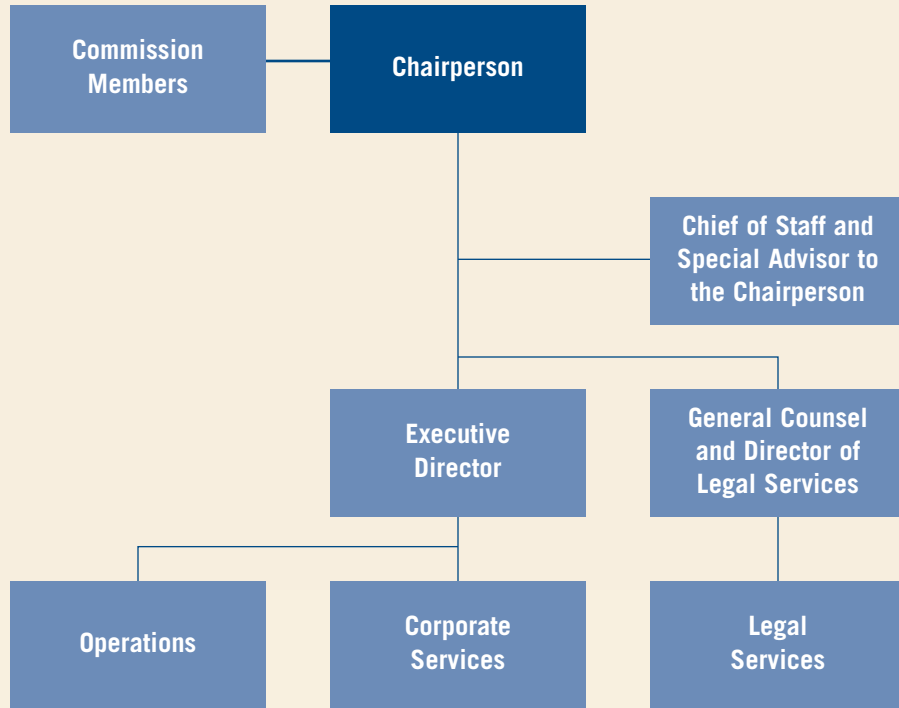 Commission
Members
Chairperson
Chief of Staff and
Special Advisor to
the Chairperson
Executive
Director
General Counsel
and Director of
Legal Services
Operations
Corporate
Services
Legal
Services